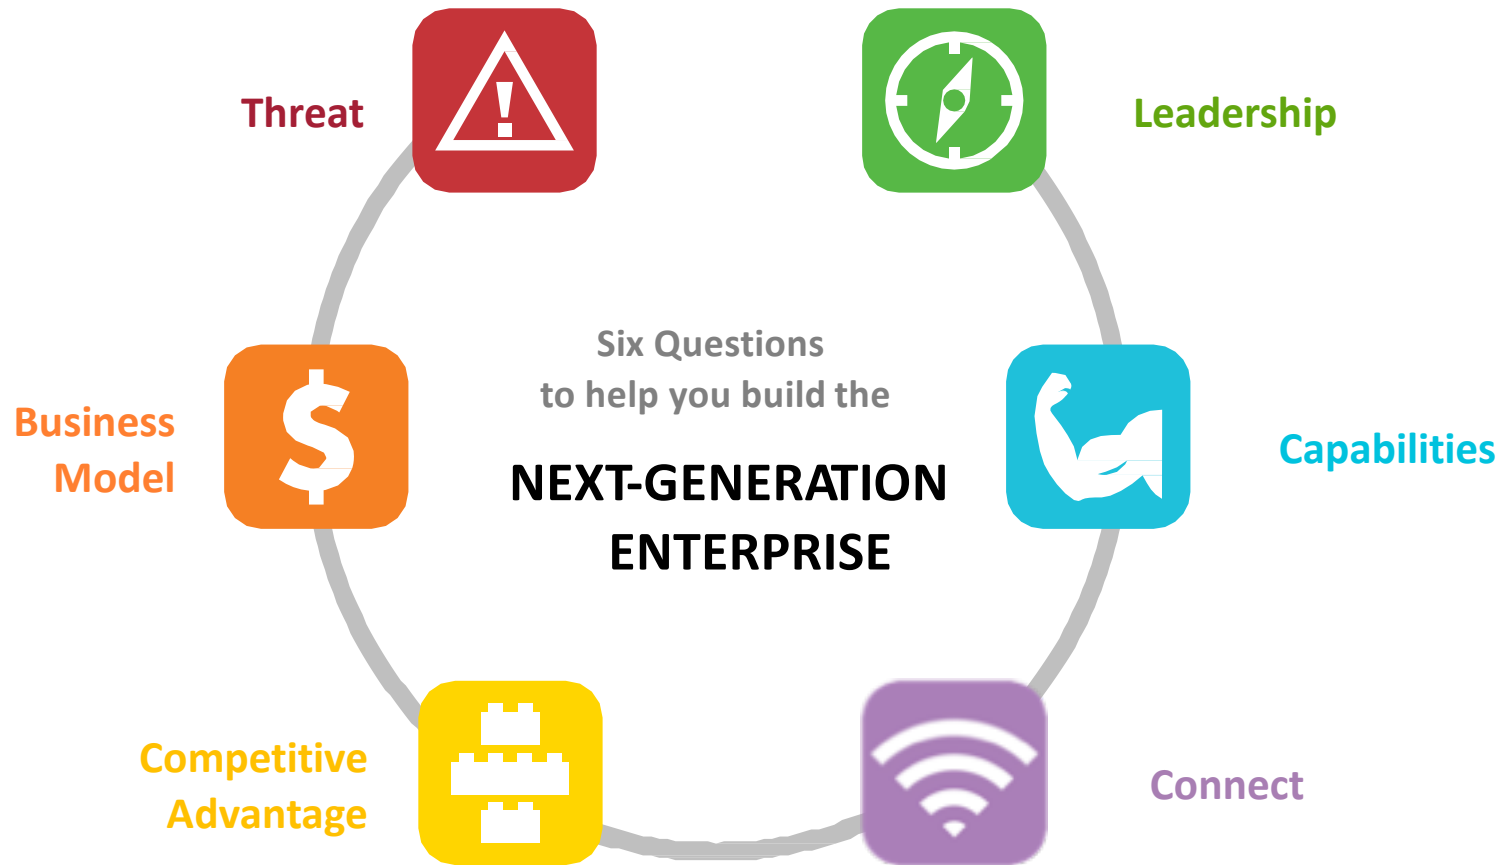 Threat
Leadership
Six Questions
to help you build the
Business
Model
NEXT-GENERATION
ENTERPRISE
Capabilities
Competitive
Advantage
Connect